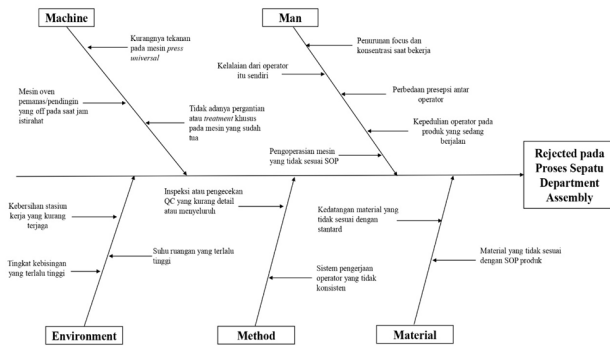 Machine
Man
Kurangnya tekanan
pada mesin press
universal
Mesin oven
pemanas/pendingin
yang off pada saat jam
istirahat
Tidak adanya pergantian
atau treatment klusus
pada mesin yang sudah
tua
Penurunan focus dan
konsentrasi saat bekerja
Kelalaian dari operator
itu sendiri
Perbedaan presepsi antar
operator
Kepedulian operator pada
produk yang sedang
berjalan
Pengoperasian mesin
yang tidak sesuai SOP
Rejected pada
Proses Sepatu
Department
Assembly
Kebersihan stasiun
kerja yang kurang
terjaga
Suhu ruangan yang terlalu
tinggi
Tingkat kebisingan
yang terlalu tinggi
Inspeksi atau pengecekan
QC yang kurang detail
atau menyeluruh
Sistem pengerjaan
operator yang tidak
konsisten
Kedatangan material yang
tidak sesuai dengan
stantard
Material yang tidak sesuai
dengan SOP produk
Environment
Method
Material